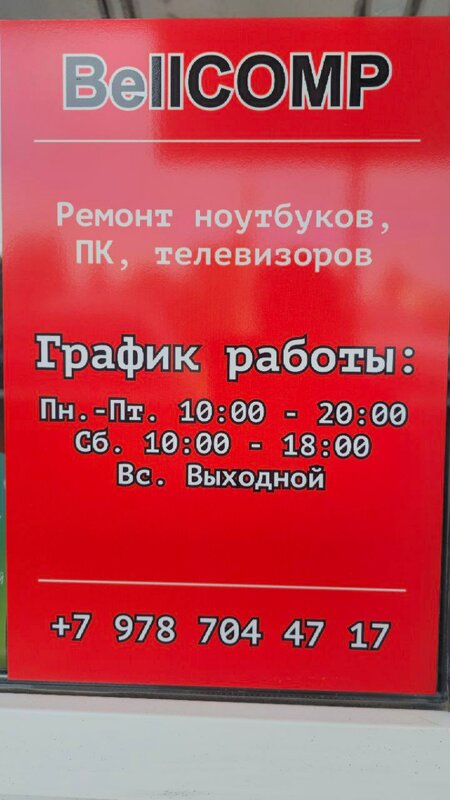 BellCOMP
Ремонт ноутбуков,
ПК, телевизоров
График работы:
Пн.-Пт. 10:00 - 20:00
Сб. 10:00 - 18:00
Вс. Выходной
+7 978 704 47 17